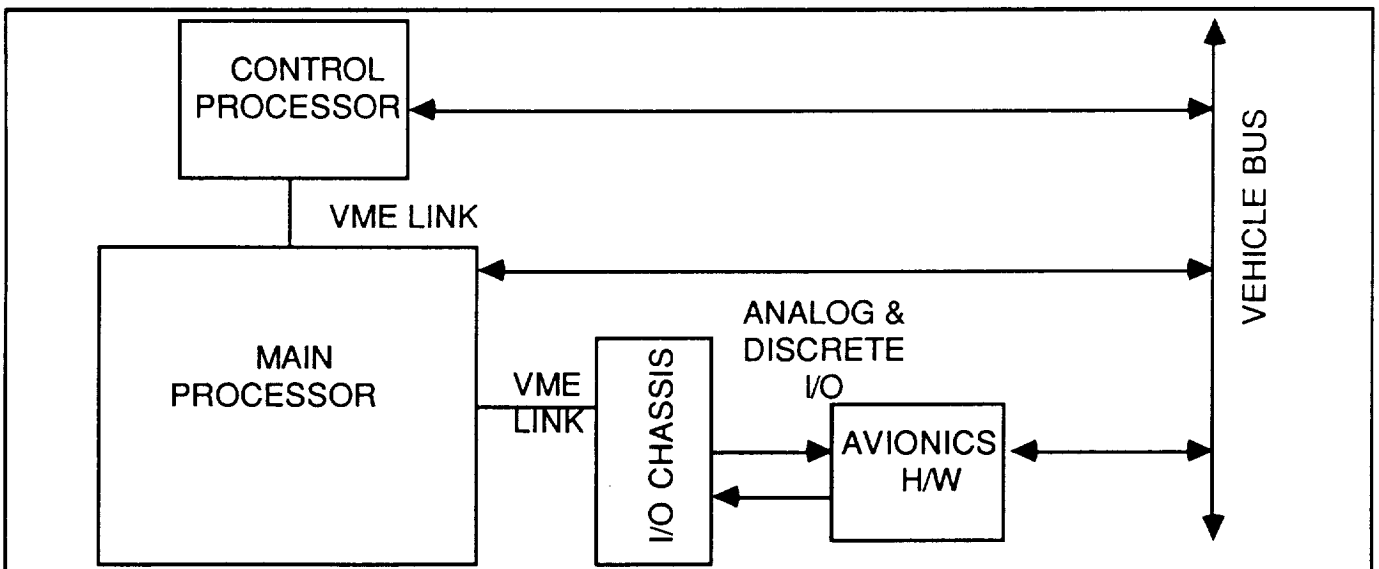 CONTROL
PROCESSOR
VME LINK
VEHICLE BUS
MAIN
PROCESSOR
VME
LINK
I/O CHASSIS
ANALOG &
DISCRETE
I/O
AVIONICS
H/W